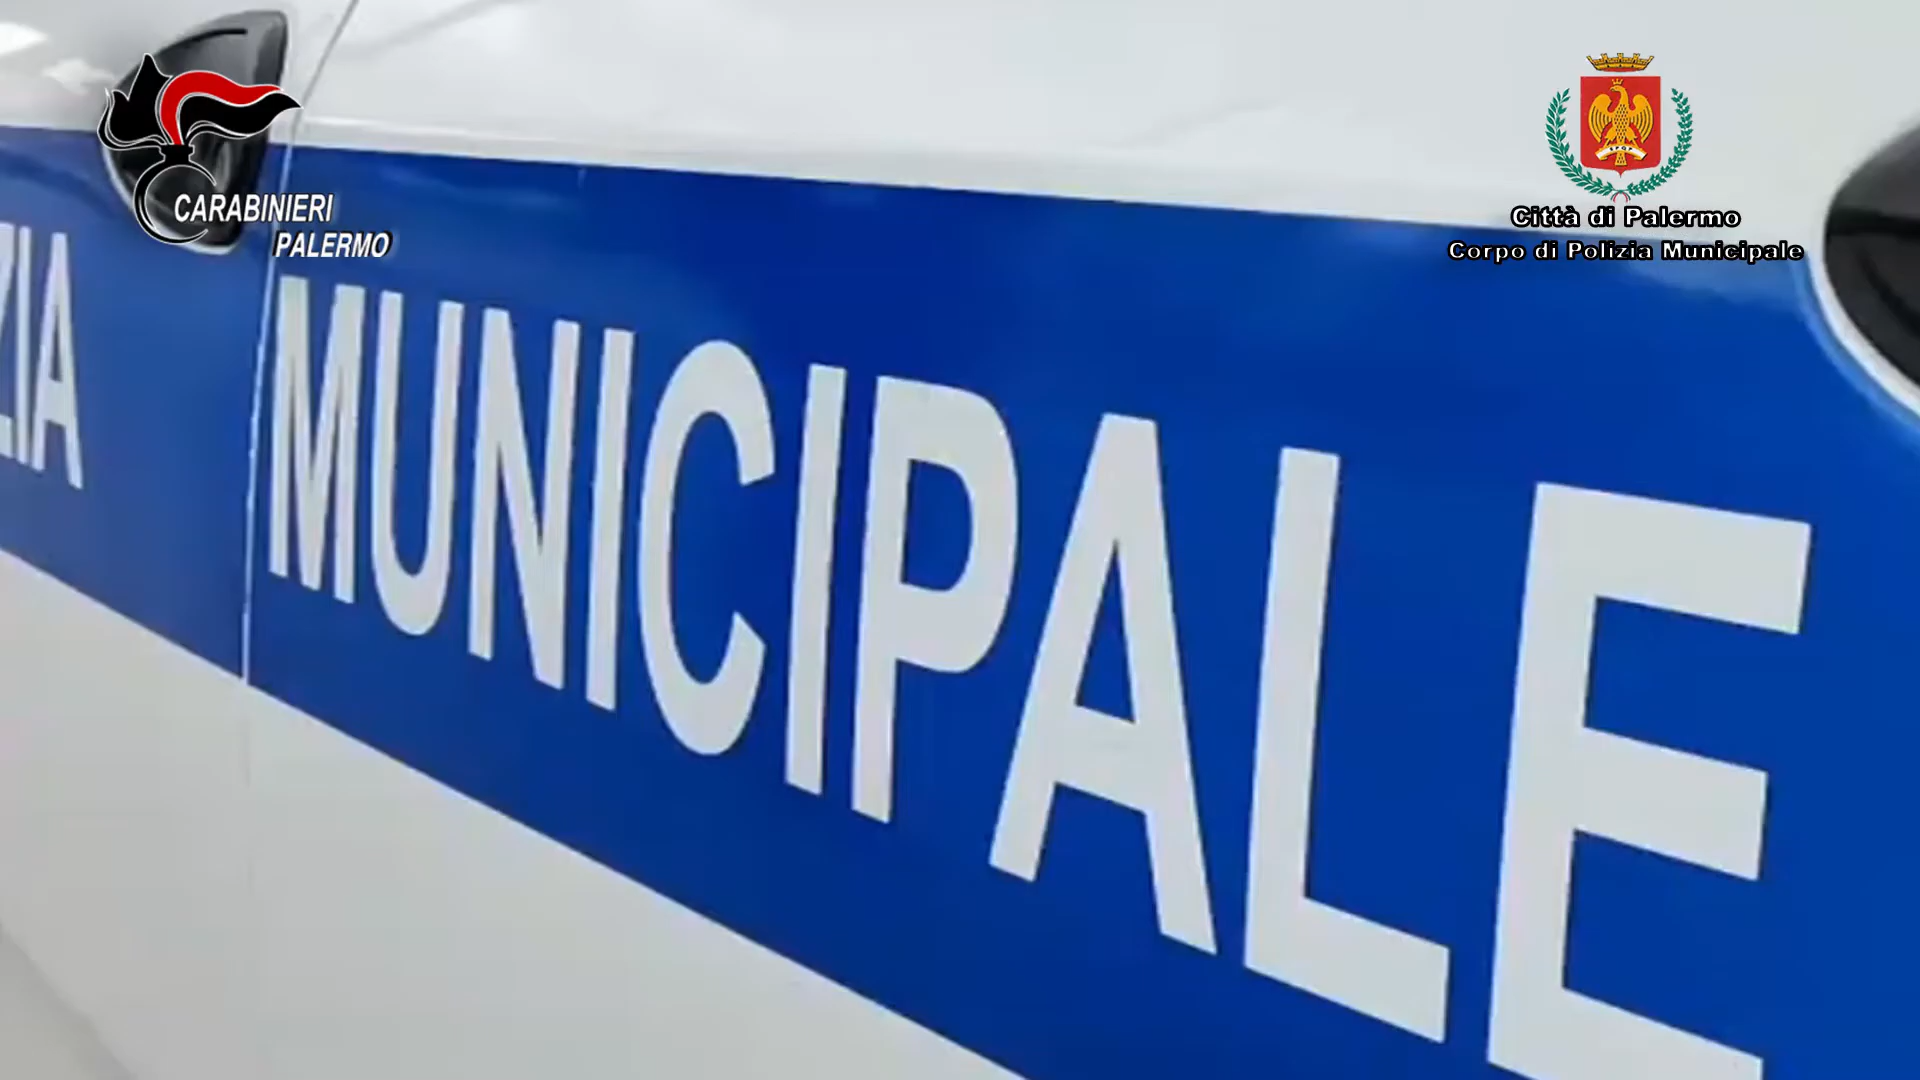 CARABINIERI
PALERMO
Città di Palermo
Corpo di Polizia Municipale
ZIA MUNICIPALE